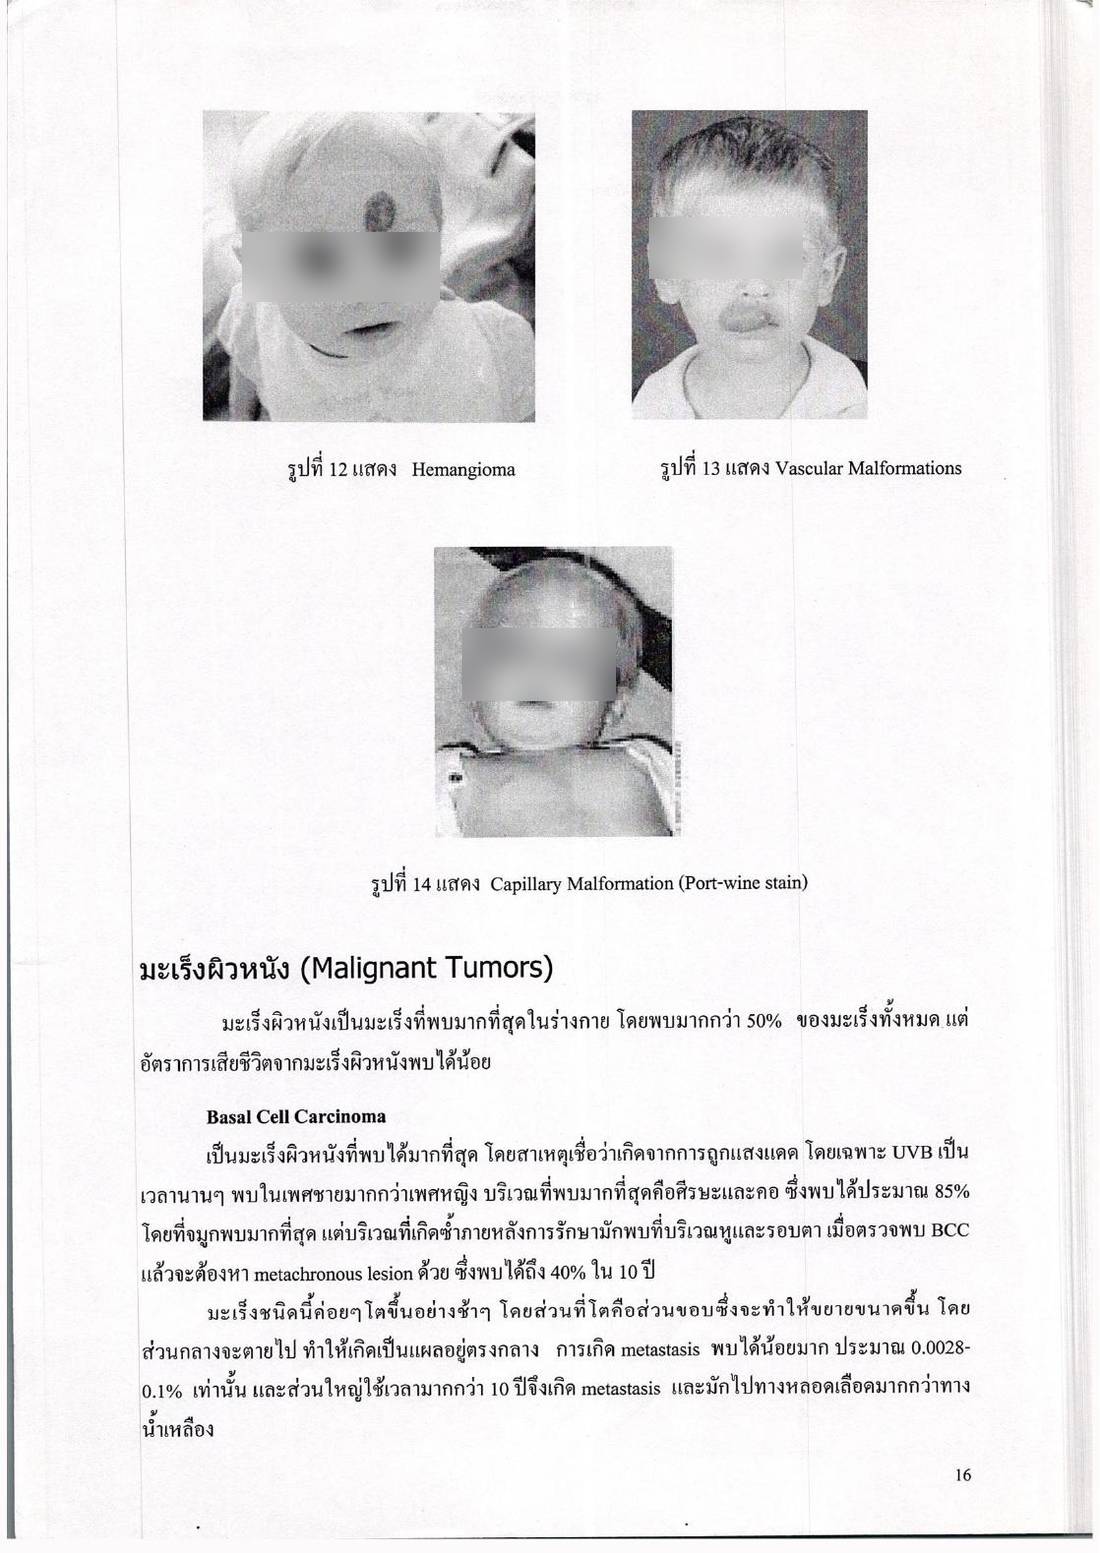 รูปที่ 12 แสดง Hemangioma
รูปที่ 13 แสดง Vascular Malformations
รูปที่ 14 แสดง Capillary Malformation (Port-wine stain)
มะเร็งผิวหนัง (Malignant Tumors)
มะเร็งผิวหนังเป็นมะเร็งที่พบมากที่สุดในร่างกาย โดยพบมากกว่า 50% ของมะเร็งทั้งหมด แต่
อัตราการเสียชีวิตจากมะเร็งผิวหนังพบได้น้อย
Basal Cell Carcinoma
เป็นมะเร็งผิวหนังที่พบได้มากที่สุด โดยสาเหตุเชื่อว่าเกิดจากการถูกแสงแดด โดยเฉพาะ UVB เป็น
เวลานานๆ พบในเพศชายมากกว่าเพศหญิง บริเวณที่พบมากที่สุดคือศีรษะและคอ ซึ่งพบได้ประมาณ 85%
โดยที่จมูกพบมากที่สุด แต่บริเวณที่เกิดซ้ำภายหลังการรักษามักพบที่บริเวณหูและรอบตา เมื่อตรวจพบ BCC
แล้วจะต้องหา metachronous lesion ด้วย ซึ่งพบได้ถึง 40% ใน 10 ปี
มะเร็งชนิดนี้ค่อยๆโตขึ้นอย่างช้าๆ โดยส่วนที่โตคือส่วนขอบซึ่งจะทำให้ขยายขนาดขึ้น โดย
ส่วนกลางจะตายไป ทำให้เกิดเป็นแผลอยู่ตรงกลาง การเกิด metastasis พบได้น้อยมาก ประมาณ 0.0028-
0.1% เท่านั้น และส่วนใหญ่ใช้เวลามากกว่า 10 ปีจึงเกิด metastasis และมักไปทางหลอดเลือดมากกว่าทาง
น้ำเหลือง
16